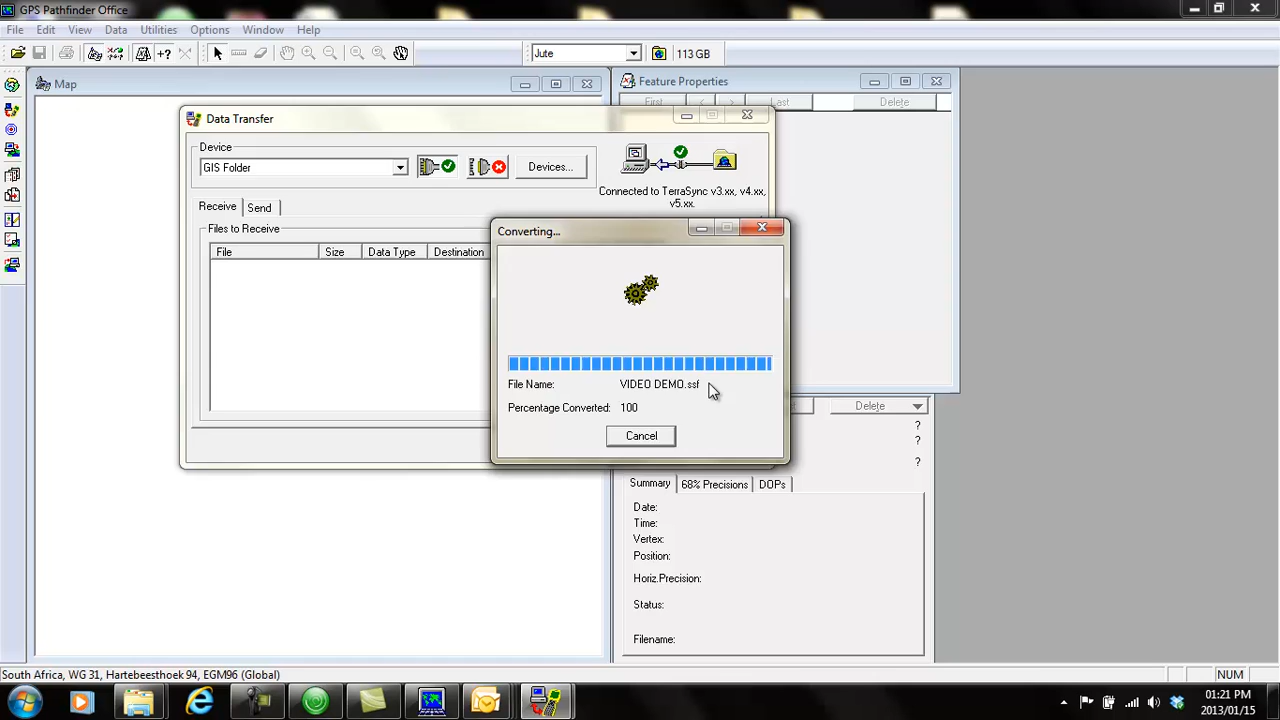 GPS Pathfinder Office
File Edit View Data Utilities Options Window Help
Jute 113 GB
Map
Feature Properties
First < > Last Delete
Data Transfer
Device
GIS Folder
Devices...
Connected to TerraSync v3.xx, v4.xx,
v5.xx.
Receive Send
Files to Receive
File Size Data Type Destination
Converting...
File Name: VIDEO DEMO.ssf
Percentage Converted: 100
Cancel
Delete
?
?
?
Summary 68% Precisions DOPs
Date:
Time:
Vertex:
Position:
Horiz.Precision:
Status:
Filename:
South Africa, WG 31, Hartebeesthoek 94, EGM96 (Global)
NUM
01:21 PM
2013/01/15